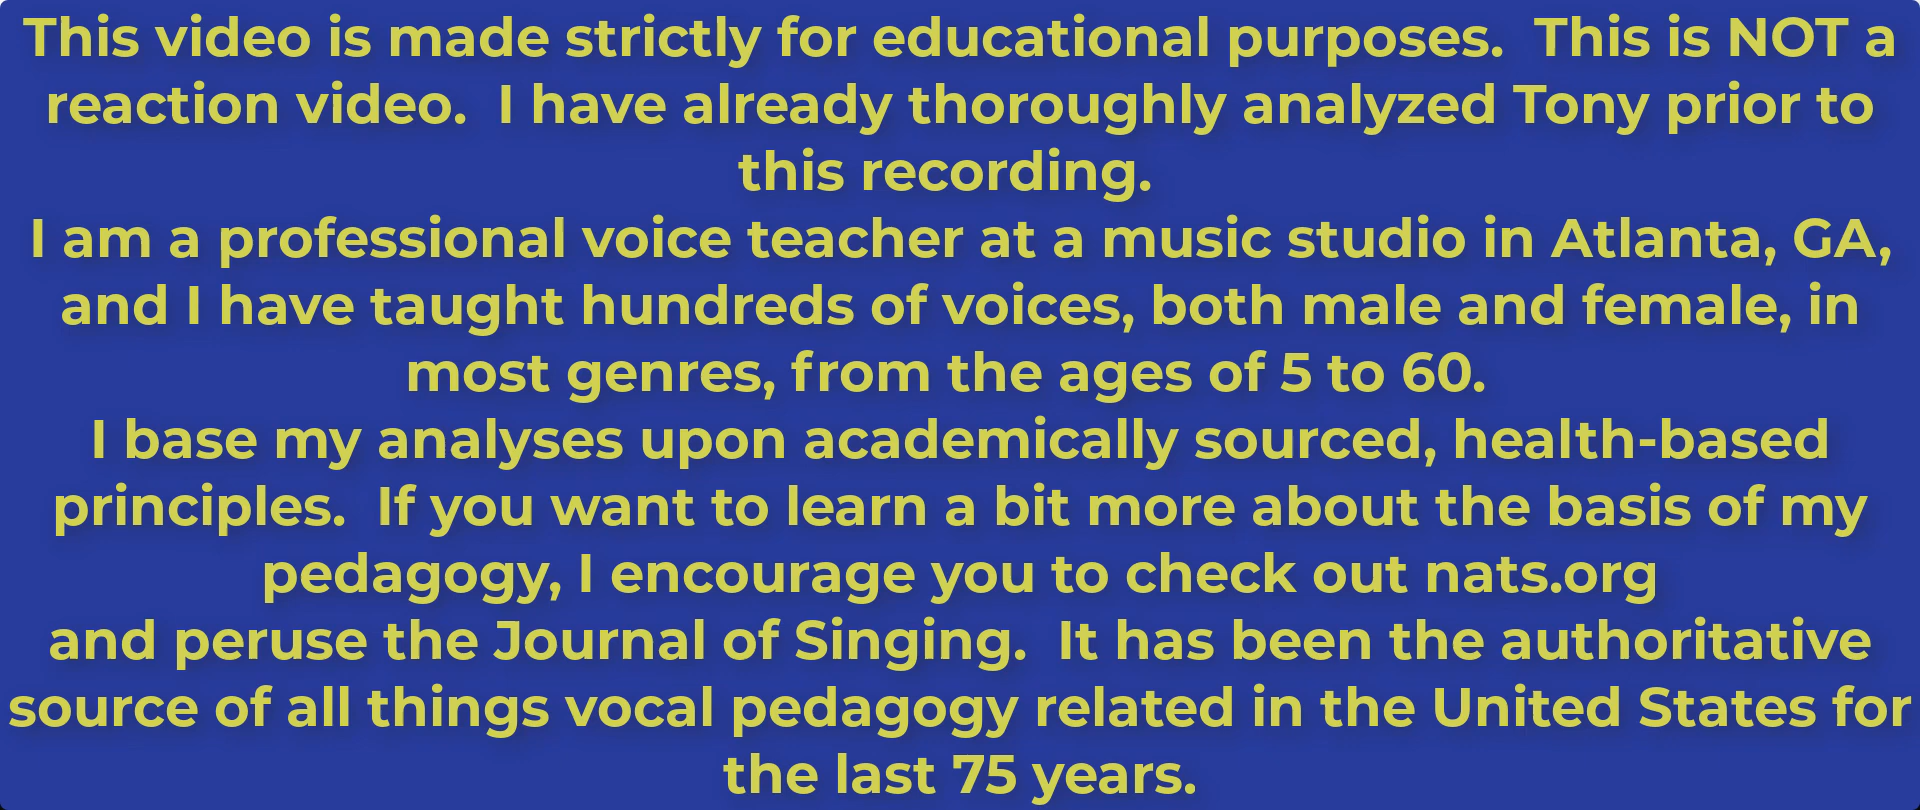 This video is made strictly for educational purposes.  This is NOT a
reaction video.  I have already thoroughly analyzed Tony prior to
this recording.
I am a professional voice teacher at a music studio in Atlanta, GA,
and I have taught hundreds of voices, both male and female, in
most genres, from the ages of 5 to 60.
I base my analyses upon academically sourced, health-based
principles.  If you want to learn a bit more about the basis of my
pedagogy, I encourage you to check out nats.org
and peruse the Journal of Singing.  It has been the authoritative
source of all things vocal pedagogy related in the United States for
the last 75 years.